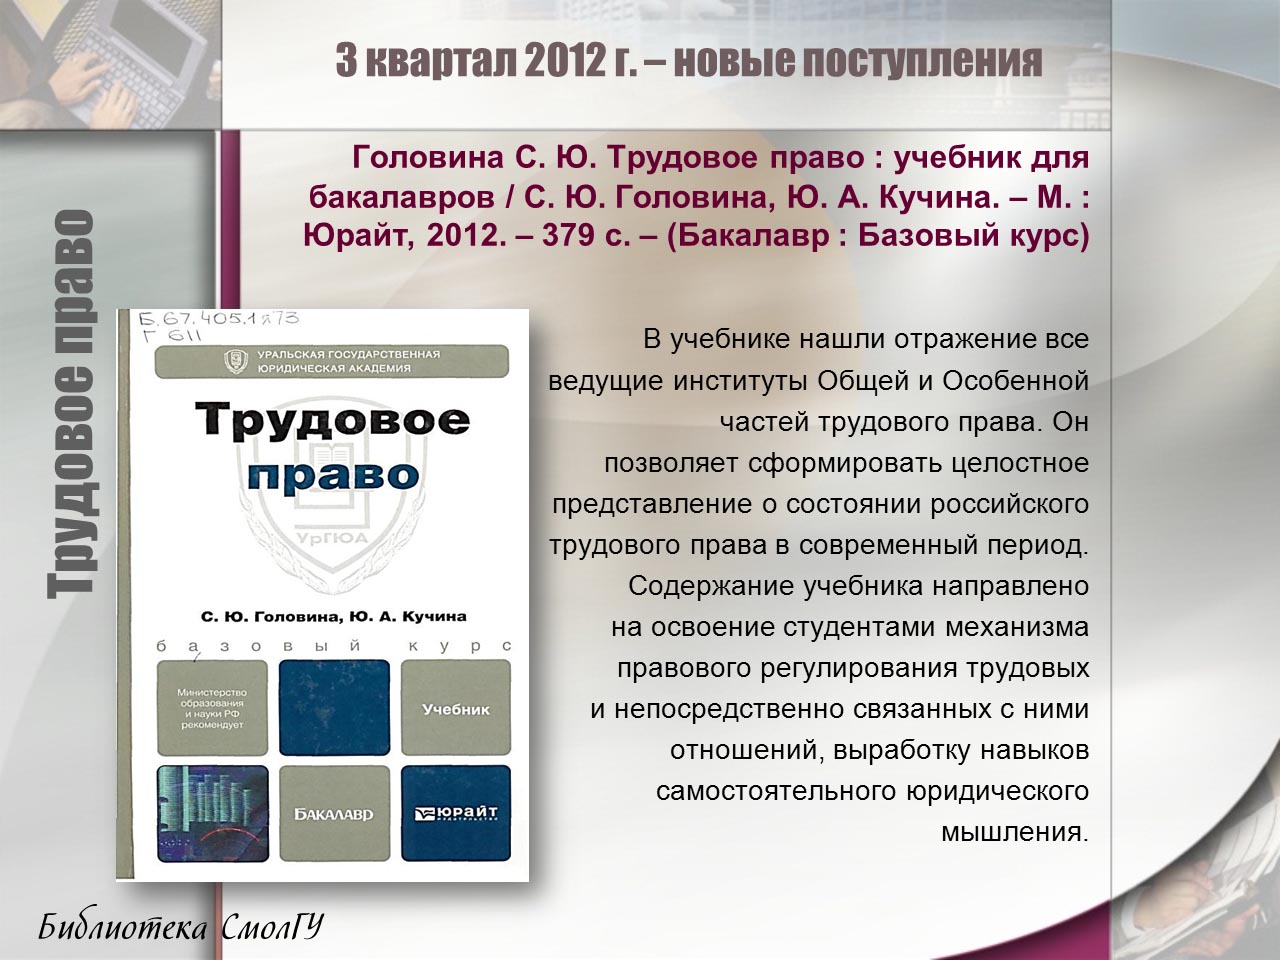 3 квартал 2012 г. – новые поступления
Головина С. Ю. Трудовое право : учебник для
бакалавров / С. Ю. Головина, Ю. А. Кучина. – М. :
Юрайт, 2012. – 379 с. – (Бакалавр : Базовый курс)
Трудовое право
Б.67.405.1я73
Г 611
УРАЛЬСКАЯ ГОСУДАРСТВЕННАЯ
ЮРИДИЧЕСКАЯ АКАДЕМИЯ
Трудовое
право
УрГЮА
С. Ю. Головина, Ю. А. Кучина
базовый курс
Министерство
образования
и науки РФ
рекомендует
Учебник
БАКАЛАВР
ЮРАЙТ
ИЗДАТЕЛЬСТВО
В учебнике нашли отражение все
ведущие институты Общей и Особенной
частей трудового права. Он
позволяет сформировать целостное
представление о состоянии российского
трудового права в современный период.
Содержание учебника направлено
на освоение студентами механизма
правового регулирования трудовых
и непосредственно связанных с ними
отношений, выработку навыков
самостоятельного юридического
мышления.
Библиотека СмолГУ